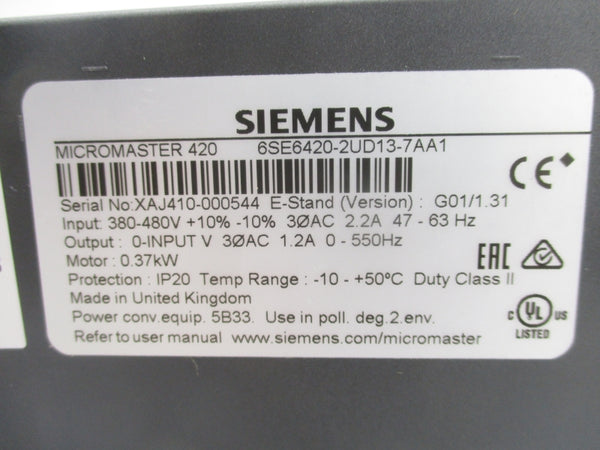 SIEMENS
MICROMASTER 420 6SE6420-2UD13-7AA1
Serial No:XAJ410-000544 E-Stand (Version) : G01/1.31
Input: 380-480V +10% -10% 3ØAC 2.2A 47 - 63 Hz
Output : 0-INPUT V 3ØAC 1.2A 0 - 550Hz
Motor : 0.37kW
Protection : IP20 Temp Range : -10 - +50°C Duty Class II
Made in United Kingdom
Power conv.equip. 5B33. Use in poll. deg.2.env.
Refer to user manual www.siemens.com/micromaster
CE
EAC
C UL US
LISTED